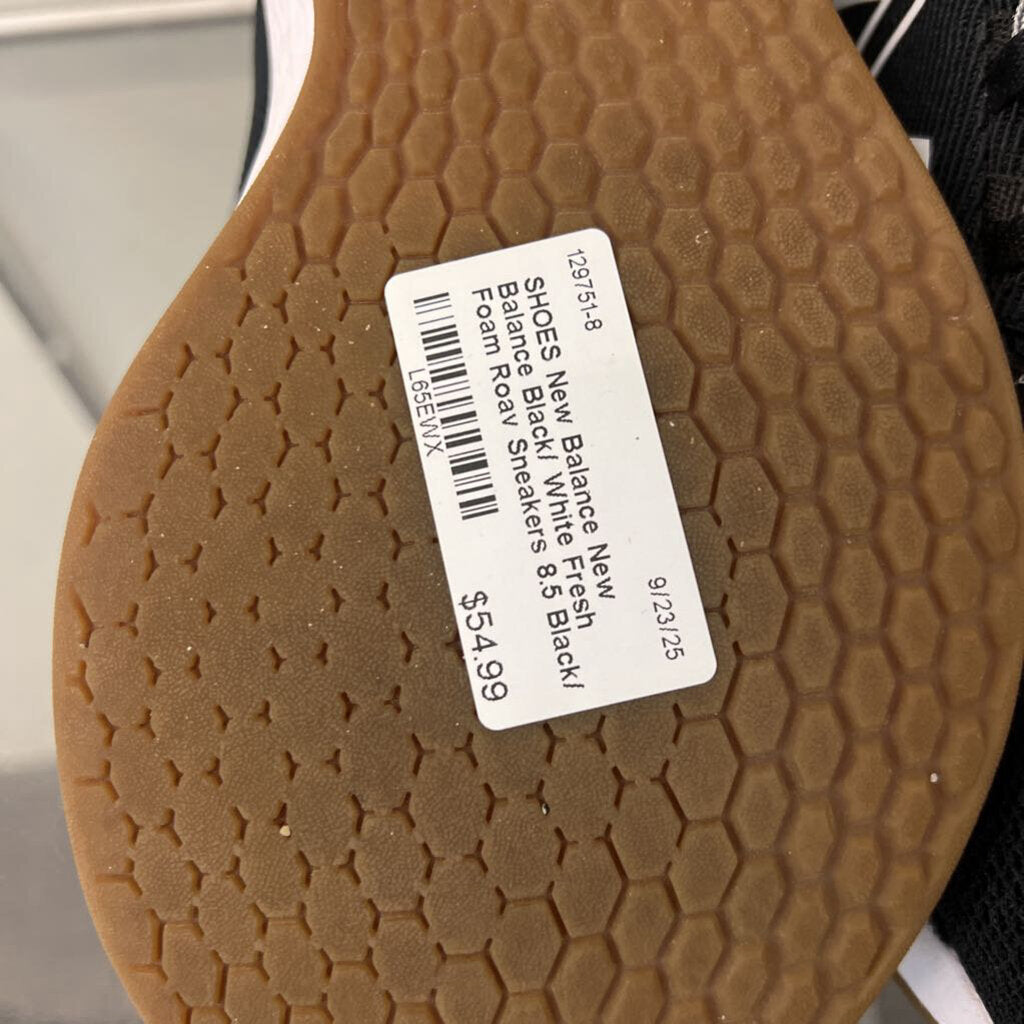 129751-8 9/23/25
SHOES New Balance New
Balance Black/ White Fresh
Foam Roav Sneakers 8.5 Black/
L65EWX
$54.99